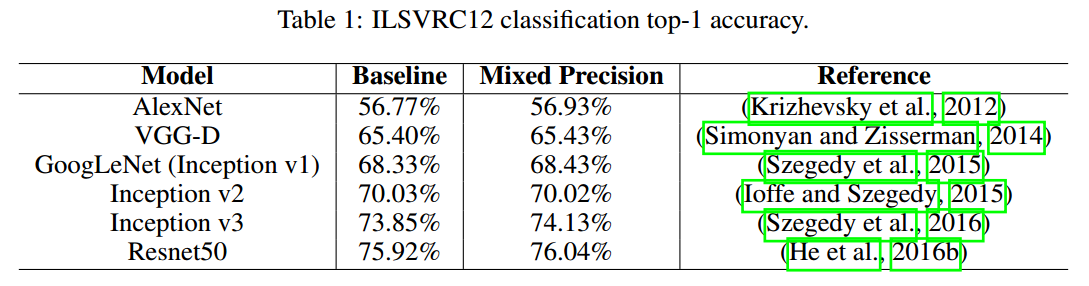 Table 1: ILSVRC12 classification top-1 accuracy.
Model Baseline Mixed Precision Reference
AlexNet 56.77% 56.93% (Krizhevsky et al., 2012)
VGG-D 65.40% 65.43% (Simonyan and Zisserman, 2014)
GoogLeNet (Inception v1) 68.33% 68.43% (Szegedy et al., 2015)
Inception v2 70.03% 70.02% (Ioffe and Szegedy, 2015)
Inception v3 73.85% 74.13% (Szegedy et al., 2016)
Resnet50 75.92% 76.04% (He et al., 2016b)